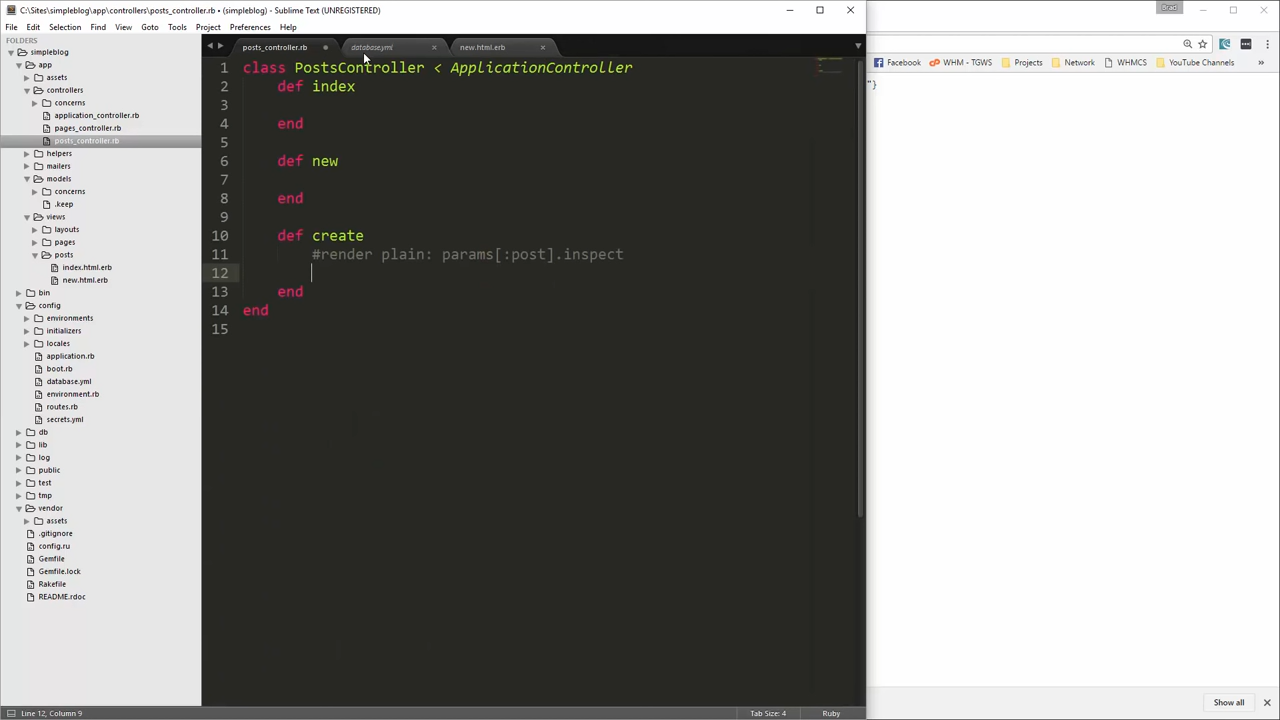 C:\Sites\simpleblog\app\controllers\posts_controller.rb • (simpleblog) - Sublime Text (UNREGISTERED)
Brad
File Edit Selection Find View Goto Tools Project Preferences Help
FOLDERS
simpleblog
app
assets
controllers
concerns
application_controller.rb
pages_controller.rb
posts_controller.rb
helpers
mailers
models
concerns
.keep
views
layouts
pages
posts
index.html.erb
new.html.erb
bin
config
environments
initializers
locales
application.rb
boot.rb
database.yml
environment.rb
routes.rb
secrets.yml
db
lib
log
public
test
tmp
vendor
assets
.gitignore
config.ru
Gemfile
Gemfile.lock
Rakefile
README.rdoc
posts_controller.rb database.yml new.html.erb
1 class PostsController < ApplicationController
2 def index
3
4 end
5
6 def new
7
8 end
9
10 def create
11 #render plain: params[:post].inspect
12
13 end
14 end
15
Facebook WHM - TGWS WHMCS Projects Network YouTube Channels
"}
Show all
Line 12, Column 9 Tab Size: 4 Ruby